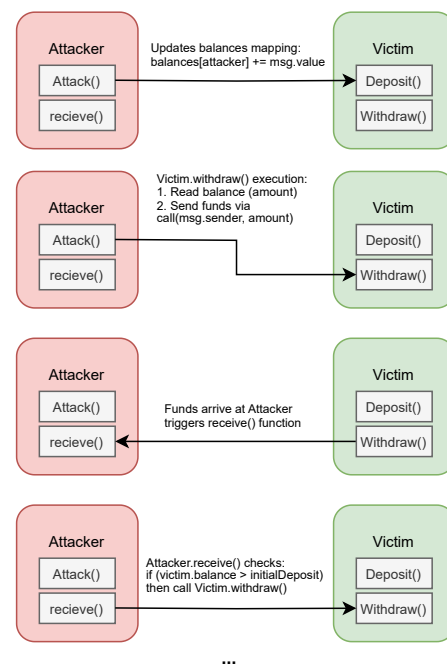 Attacker
Victim
Updates balances mapping:
balances[attacker] += msg.value
Attack()
Deposit()
recieve()
Withdraw()
Attacker
Victim
Victim.withdraw() execution:
1. Read balance (amount)
2. Send funds via
call(msg.sender, amount)
Attack()
Deposit()
recieve()
Withdraw()
Attacker
Victim
Attack()
Deposit()
Funds arrive at Attacker
triggers receive() function
recieve()
Withdraw()
Attacker
Victim
Attacker.receive() checks:
if (victim.balance > initialDeposit)
then call Victim.withdraw()
Attack()
Deposit()
recieve()
Withdraw()
...